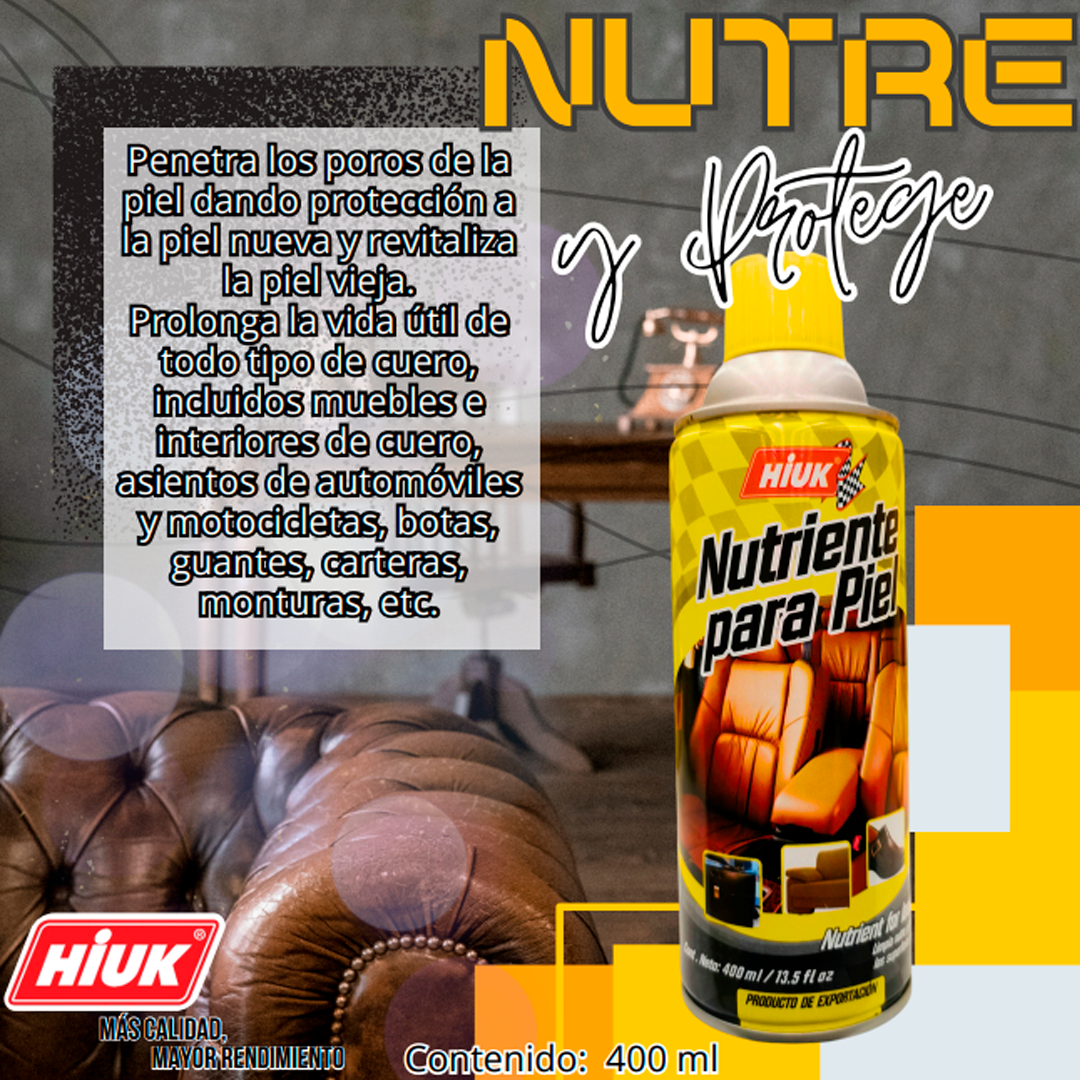 NUTRE
y Protege
Penetra los poros de la
piel dando protección a
la piel nueva y revitaliza
la piel vieja.
Prolonga la vida útil de
todo tipo de cuero,
incluidos muebles e
interiores de cuero,
asientos de automóviles
y motocicletas, botas,
guantes, carteras,
monturas, etc.
HiUK
Nutriente
para Piel
Nutrient for
Limpia
las
Cont. Neto: 400 ml / 13.5 fl oz
PRODUCTO DE EXPORTACIÓN
HiUK®
MÁS CALIDAD,
MAYOR RENDIMIENTO
Contenido: 400 ml